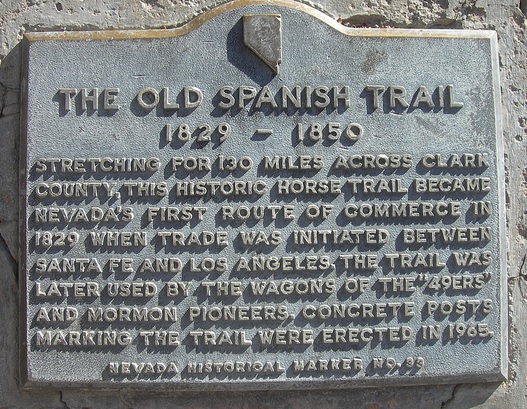 THE OLD SPANISH TRAIL
1829 - 1850
STRETCHING FOR 130 MILES ACROSS CLARK
COUNTY, THIS HISTORIC HORSE TRAIL BECAME
NEVADA'S FIRST ROUTE OF COMMERCE IN
1829 WHEN TRADE WAS INITIATED BETWEEN
SANTA FE AND LOS ANGELES. THE TRAIL WAS
LATER USED BY THE WAGONS OF THE "49ERS"
AND MORMON PIONEERS. CONCRETE POSTS
MARKING THE TRAIL WERE ERECTED IN 1965.
NEVADA HISTORICAL MARKER NO. 33